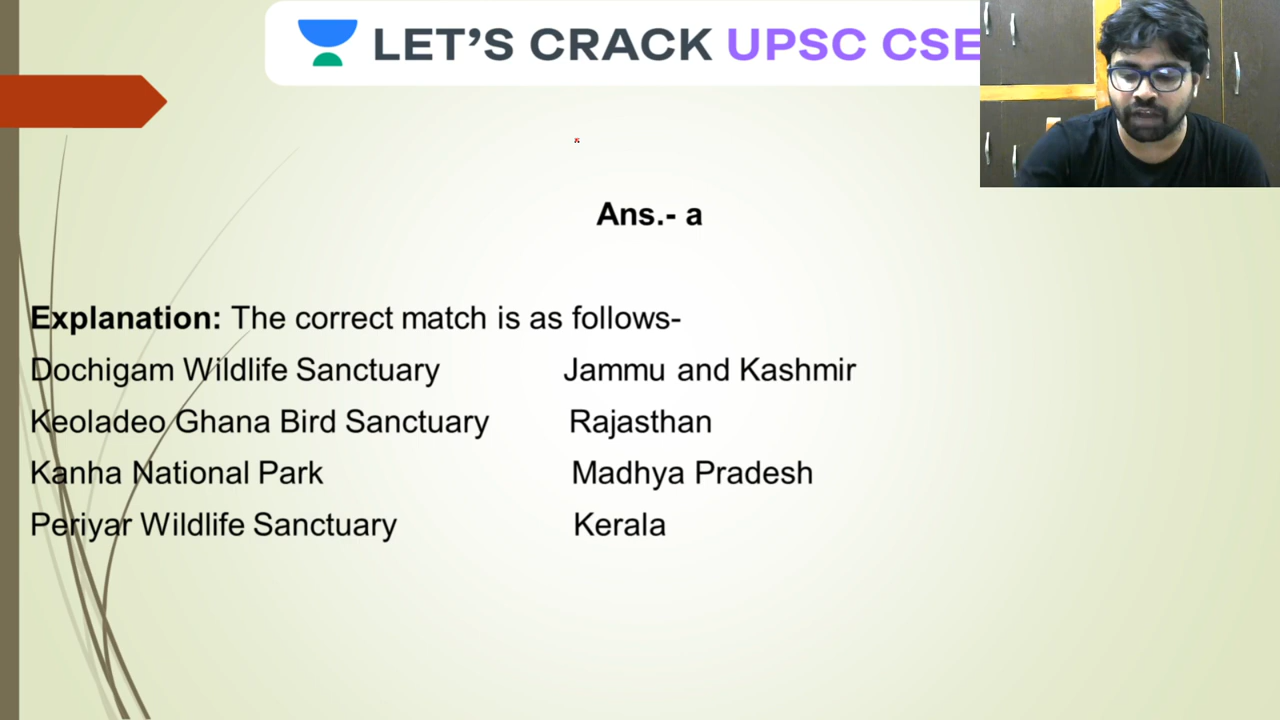 LET'S CRACK UPSC CSE
Ans.- a
Explanation: The correct match is as follows-
Dochigam Wildlife Sanctuary Jammu and Kashmir
Keoladeo Ghana Bird Sanctuary Rajasthan
Kanha National Park Madhya Pradesh
Periyar Wildlife Sanctuary Kerala